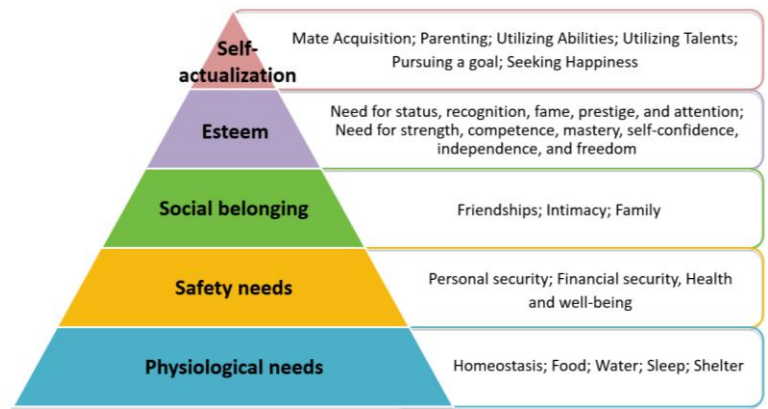 Self-
actualization
Mate Acquisition; Parenting; Utilizing Abilities; Utilizing Talents;
Pursuing a goal; Seeking Happiness
Esteem
Need for status, recognition, fame, prestige, and attention;
Need for strength, competence, mastery, self-confidence,
independence, and freedom
Social belonging
Friendships; Intimacy; Family
Safety needs
Personal security; Financial security, Health
and well-being
Physiological needs
Homeostasis; Food; Water; Sleep; Shelter